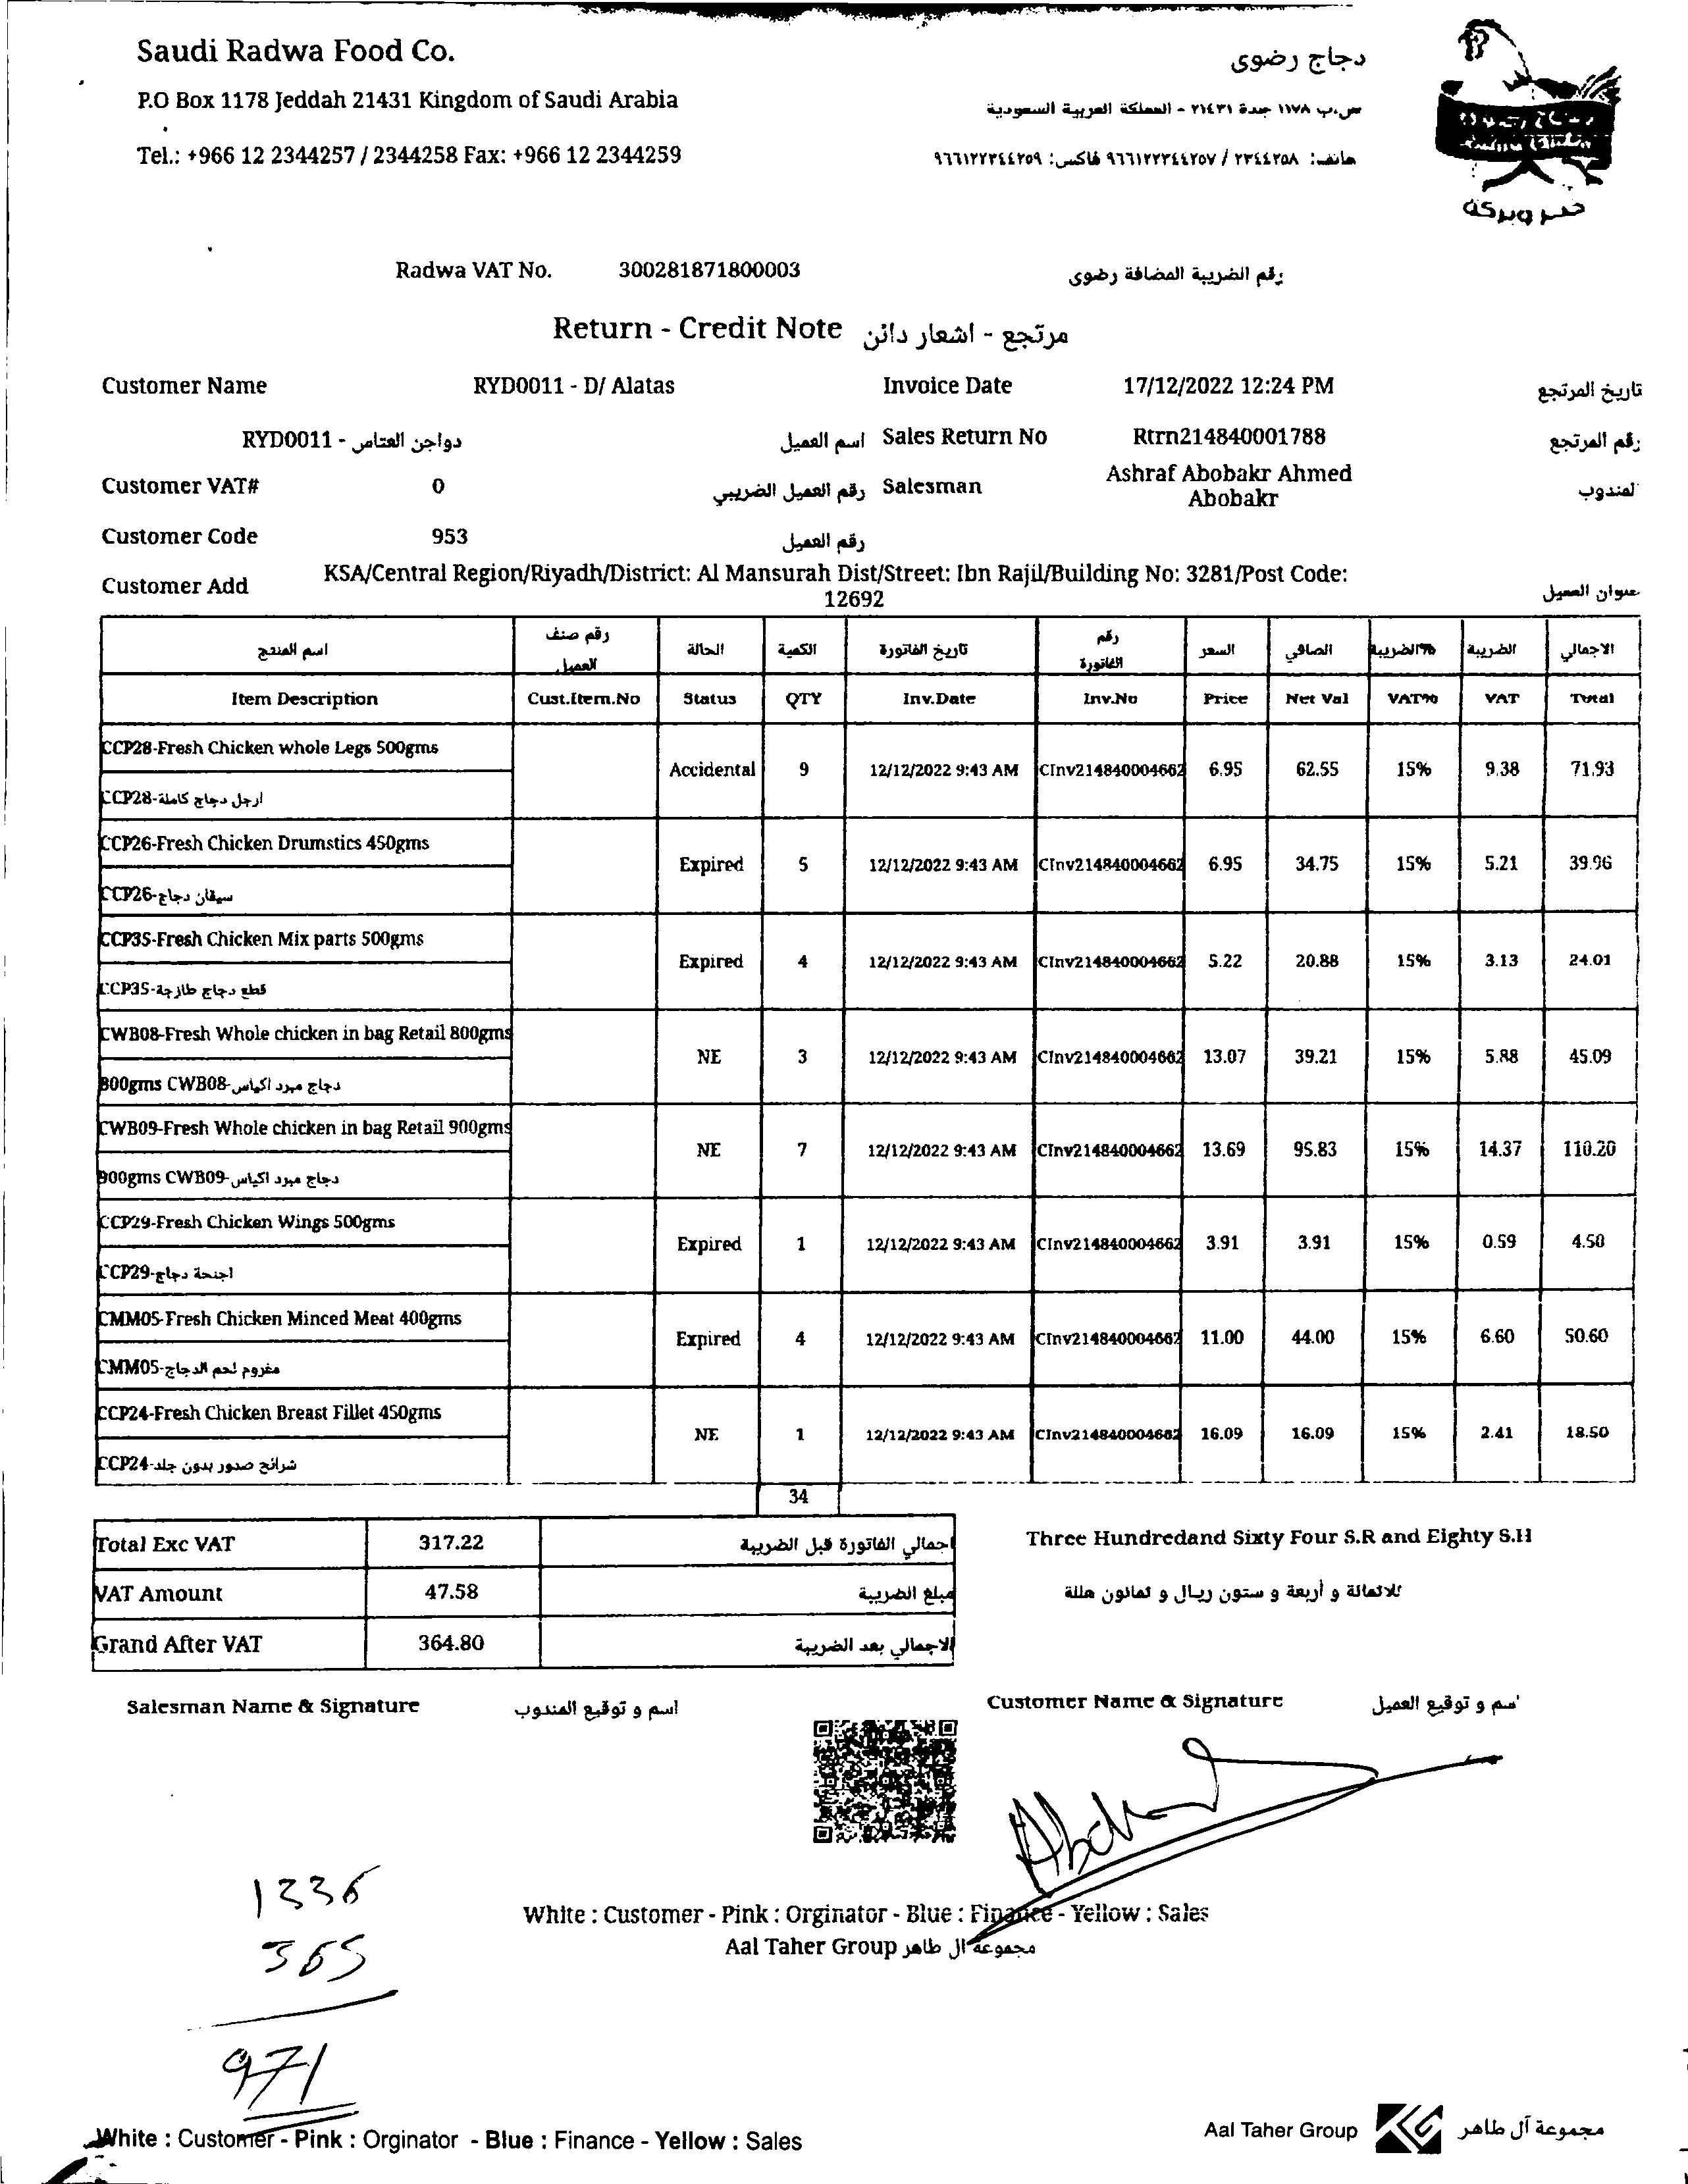 Saudi Radwa Food Co.
دجاج رضوى
P.O Box 1178 Jeddah 21431 Kingdom of Saudi Arabia
ص.ب ١١٧٨ جدة ٢١٤٣١ - المملكة العربية السعودية
Tel.: +966 12 2344257 / 2344258 Fax: +966 12 2344259
هاتف: ٢٣٤٤٢٥٨ / ٩٦٦١٢٢٣٤٤٢٥٧ فاكس: ٩٦٦١٢٢٣٤٤٢٥٩
خير وبركة
Radwa VAT No. 300281871800003 رقم الضريبة المضافة رضوى
Return - Credit Note مرتجع - اشعار دائن
Customer Name RYD0011 - D/ Alatas Invoice Date 17/12/2022 12:24 PM تاريخ المرتجع
RYD0011 - دواجن العتاس اسم العميل Sales Return No Rtrn214840001788 رقم المرتجع
Customer VAT# 0 رقم العميل الضريبي Salesman Ashraf Abobakr Ahmed Abobakr المندوب
Customer Code 953 رقم العميل
Customer Add KSA/Central Region/Riyadh/District: Al Mansurah Dist/Street: Ibn Rajil/Building No: 3281/Post Code: 12692 عنوان العميل
اسم المنتج رقم صنف العميل الحالة الكمية تاريخ الفاتورة رقم الفاتورة السعر الصافي %الضريبة الضريبة الاجمالي
Item Description Cust.Item.No Status QTY Inv.Date Inv.No Price Net Val VAT% VAT Total
CCP28-Fresh Chicken whole Legs 500gms
Accidental 9 12/12/2022 9:43 AM CInv214840004662 6.95 62.55 15% 9.38 71.93
CCP28-ارجل دجاج كاملة
CCP26-Fresh Chicken Drumstics 450gms
Expired 5 12/12/2022 9:43 AM CInv214840004662 6.95 34.75 15% 5.21 39.96
CCP26-سيقان دجاج
CCP35-Fresh Chicken Mix parts 500gms
Expired 4 12/12/2022 9:43 AM CInv214840004662 5.22 20.88 15% 3.13 24.01
CCP35-قطع دجاج طازجة
CWB08-Fresh Whole chicken in bag Retail 800gms
NE 3 12/12/2022 9:43 AM CInv214840004662 13.07 39.21 15% 5.88 45.09
800gms CWB08-دجاج مبرد اكياس
CWB09-Fresh Whole chicken in bag Retail 900gms
NE 7 12/12/2022 9:43 AM CInv214840004662 13.69 95.83 15% 14.37 110.20
900gms CWB09-دجاج مبرد اكياس
CCP29-Fresh Chicken Wings 500gms
Expired 1 12/12/2022 9:43 AM CInv214840004662 3.91 3.91 15% 0.59 4.50
CCP29-اجنحة دجاج
CMM05-Fresh Chicken Minced Meat 400gms
Expired 4 12/12/2022 9:43 AM CInv214840004662 11.00 44.00 15% 6.60 50.60
CMM05-مفروم لحم الدجاج
CCP24-Fresh Chicken Breast Fillet 450gms
NE 1 12/12/2022 9:43 AM CInv214840004662 16.09 16.09 15% 2.41 18.50
CCP24-شرائح صدور بدون جلد
34
Total Exc VAT 317.22 اجمالي الفاتورة قبل الضريبة
Three Hundredand Sixty Four S.R and Eighty S.H
VAT Amount 47.58 مبلغ الضريبة
ثلاثمائة و أربعة و ستون ريال و ثمانون هللة
Grand After VAT 364.80 الاجمالي بعد الضريبة
Salesman Name & Signature اسم و توقيع المندوب Customer Name & Signature اسم و توقيع العميل
1336
365
971
White : Customer - Pink : Orginator - Blue : Finance - Yellow : Sales
Aal Taher Group مجموعة ال طاهر
White : Customer - Pink : Orginator - Blue : Finance - Yellow : Sales
Aal Taher Group مجموعة آل طاهر